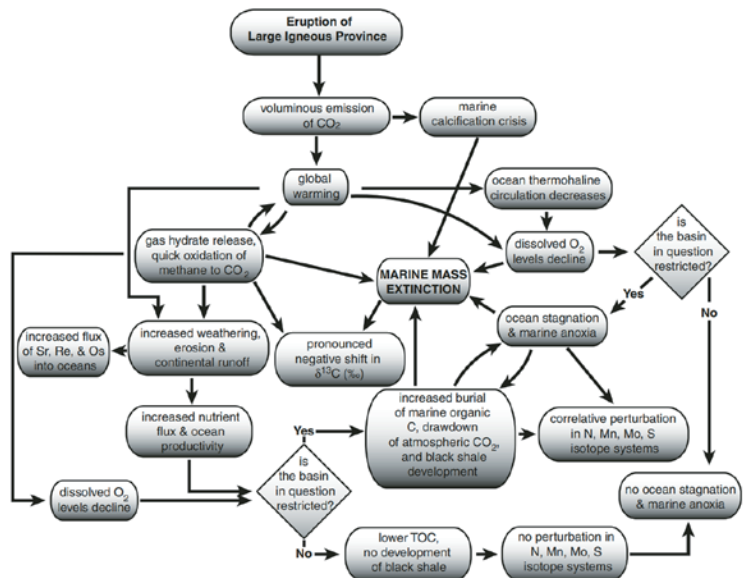 Eruption of
Large Igneous Province
voluminous emission
of CO₂
marine
calcification crisis
global
warming
ocean thermohaline
circulation decreases
is
the basin
in question
restricted?
gas hydrate release,
quick oxidation of
methane to CO₂
dissolved O₂
levels decline
MARINE MASS
EXTINCTION
Yes
No
ocean stagnation
& marine anoxia
increased flux
of Sr, Re, & Os
into oceans
increased weathering,
erosion &
continental runoff
pronounced
negative shift in
δ¹³C (‰)
increased nutrient
flux & ocean
productivity
Yes
increased burial
of marine organic
C, drawdown
of atmospheric CO₂,
and black shale
development
correlative perturbation
in N, Mn, Mo, S
isotope systems
is
the basin
in question
restricted?
dissolved O₂
levels decline
no ocean stagnation
& marine anoxia
No
lower TOC,
no development
of black shale
no perturbation in
N, Mn, Mo, S
isotope systems